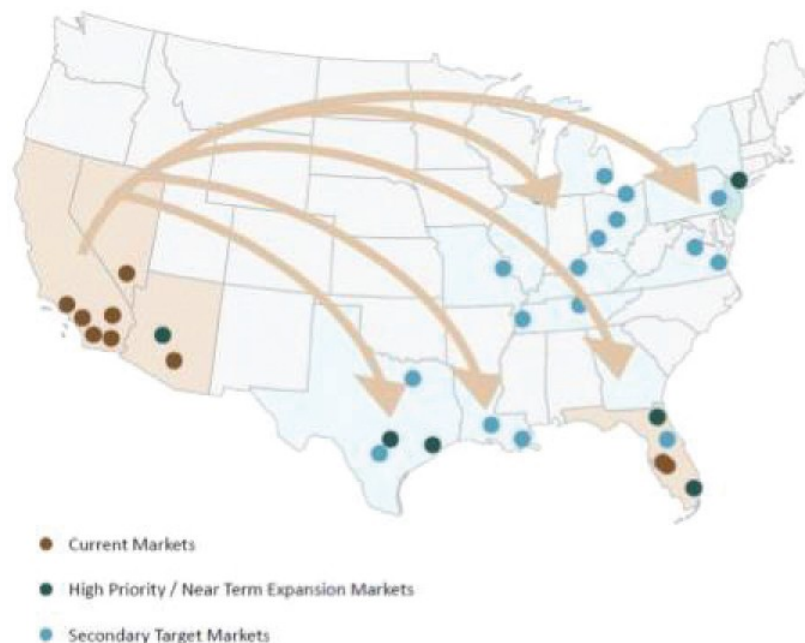 Current Markets
High Priority / Near Term Expansion Markets
Secondary Target Markets